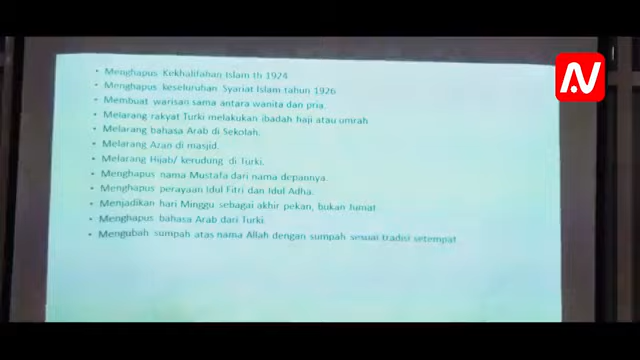 • Menghapus Kekhalifahan Islam th 1924
• Menghapus keseluruhan Syariat Islam tahun 1926
• Membuat warisan sama antara wanita dan pria.
• Melarang rakyat Turki melakukan ibadah haji atau umrah
• Melarang bahasa Arab di Sekolah.
• Melarang Azan di masjid.
• Melarang Hijab/ kerudung di Turki.
• Menghapus nama Mustafa dari nama depannya.
• Menghapus perayaan Idul Fitri dan Idul Adha.
• Menjadikan hari Minggu sebagai akhir pekan, bukan Jumat.
• Menghapus bahasa Arab dari Turki.
• Mengubah sumpah atas nama Allah dengan sumpah sesuai tradisi setempat